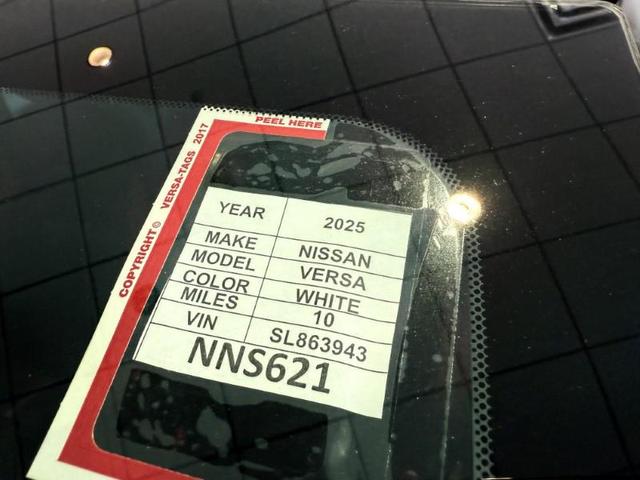 PEEL HERE
COPYRIGHT© VERSA-TAGS 2017
YEAR 2025
MAKE NISSAN
MODEL VERSA
COLOR WHITE
MILES 10
VIN SL863943
NNS621